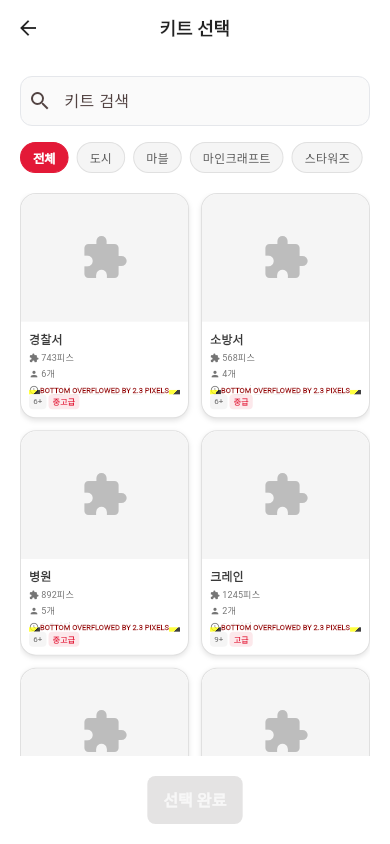 키트 선택
키트 검색
전체 도시 마블 마인크래프트 스타워즈
경찰서
743피스
6개
BOTTOM OVERFLOWED BY 2.3 PIXELS
6+ 중고급
소방서
568피스
4개
BOTTOM OVERFLOWED BY 2.3 PIXELS
6+ 중급
병원
892피스
5개
BOTTOM OVERFLOWED BY 2.3 PIXELS
6+ 중고급
크레인
1245피스
2개
BOTTOM OVERFLOWED BY 2.3 PIXELS
9+ 고급
선택 완료